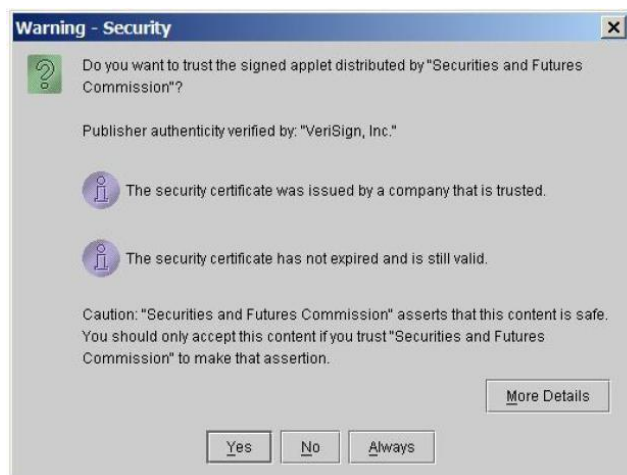 Warning - Security
Do you want to trust the signed applet distributed by "Securities and Futures
Commission"?
Publisher authenticity verified by: "VeriSign, Inc."
The security certificate was issued by a company that is trusted.
The security certificate has not expired and is still valid.
Caution: "Securities and Futures Commission" asserts that this content is safe.
You should only accept this content if you trust "Securities and Futures
Commission" to make that assertion.
More Details
Yes No Always